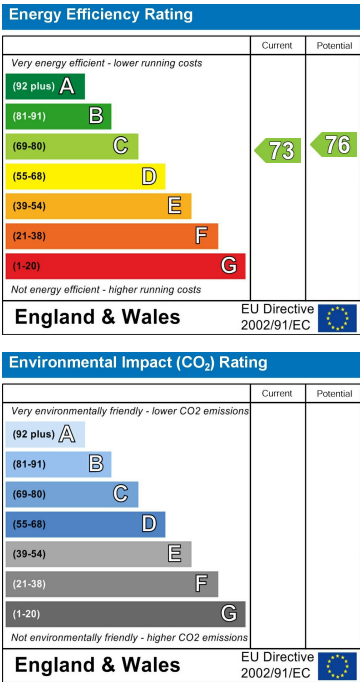 Energy Efficiency Rating
Current Potential
Very energy efficient - lower running costs
(92 plus) A
(81-91) B
(69-80) C
73 76
(55-68) D
(39-54) E
(21-38) F
(1-20) G
Not energy efficient - higher running costs
England & Wales
EU Directive
2002/91/EC
Environmental Impact (CO₂) Rating
Current Potential
Very environmentally friendly - lower CO2 emissions
(92 plus) A
(81-91) B
(69-80) C
(55-68) D
(39-54) E
(21-38) F
(1-20) G
Not environmentally friendly - higher CO2 emissions
England & Wales
EU Directive
2002/91/EC